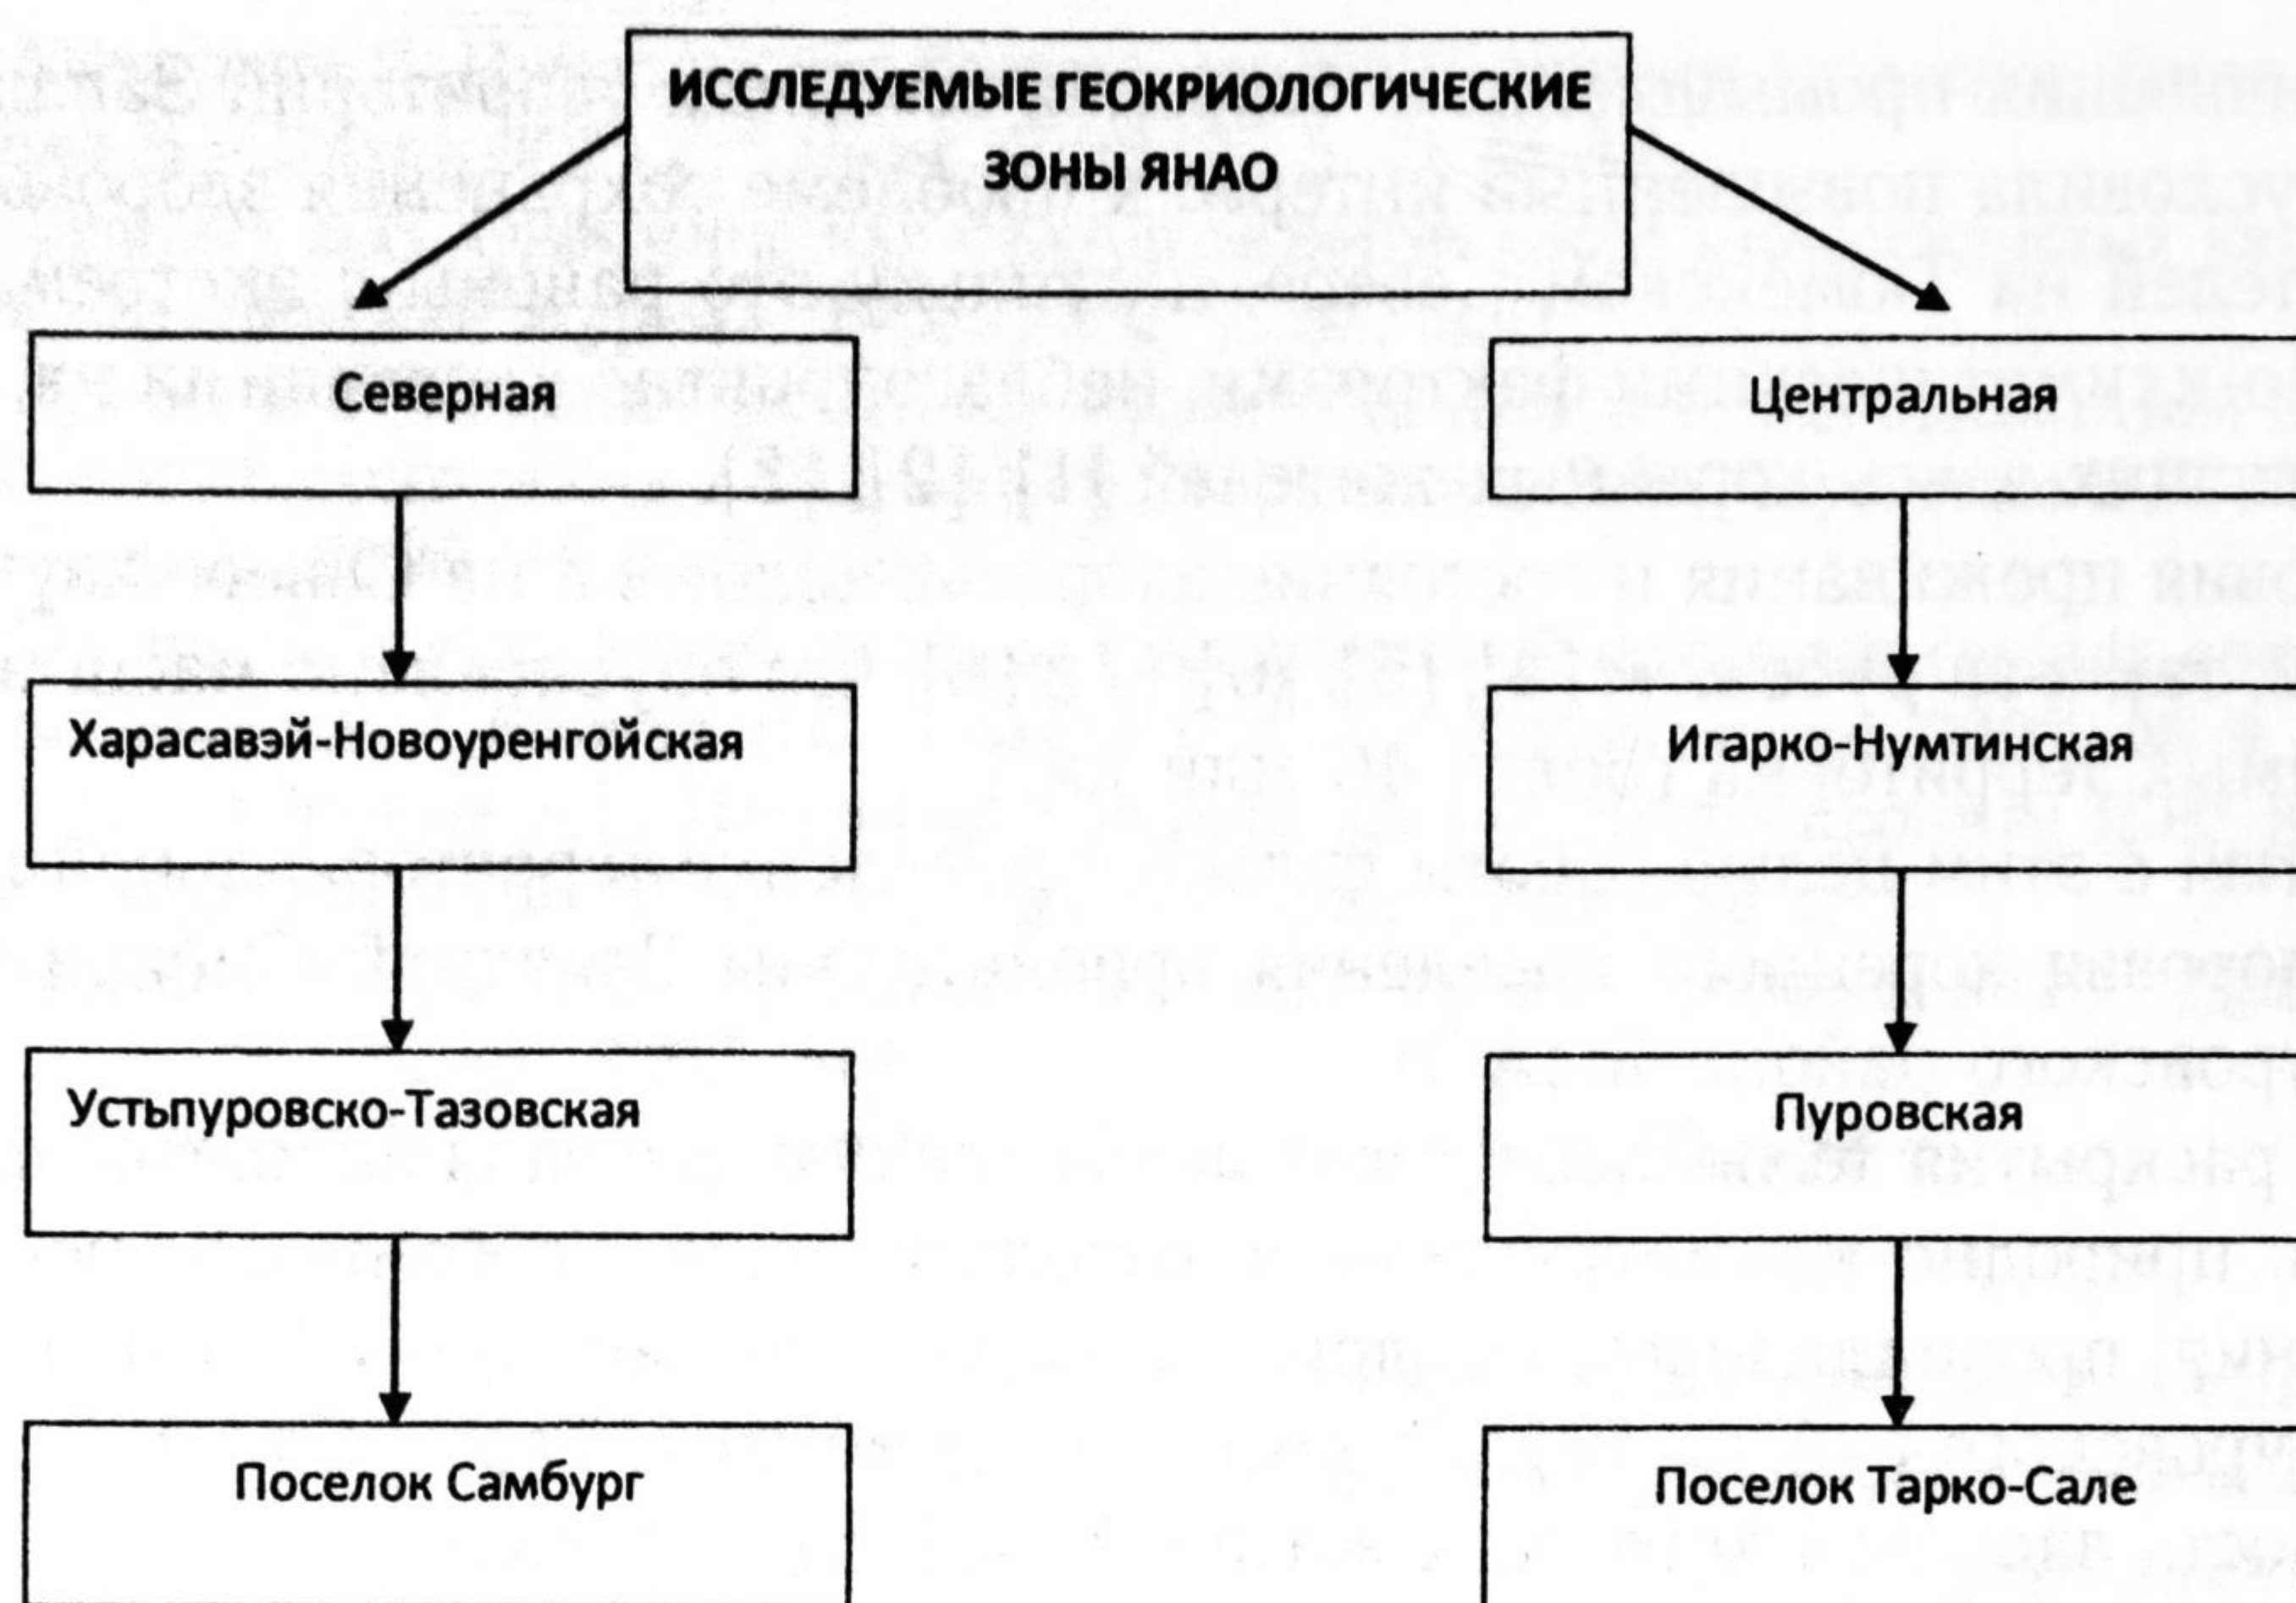 ИССЛЕДУЕМЫЕ ГЕОКРИОЛОГИЧЕСКИЕ
ЗОНЫ ЯНАО
Северная
Центральная
Харасавэй-Новоуренгойская
Игарко-Нумтинская
Устьпуровско-Тазовская
Пуровская
Поселок Самбург
Поселок Тарко-Сале